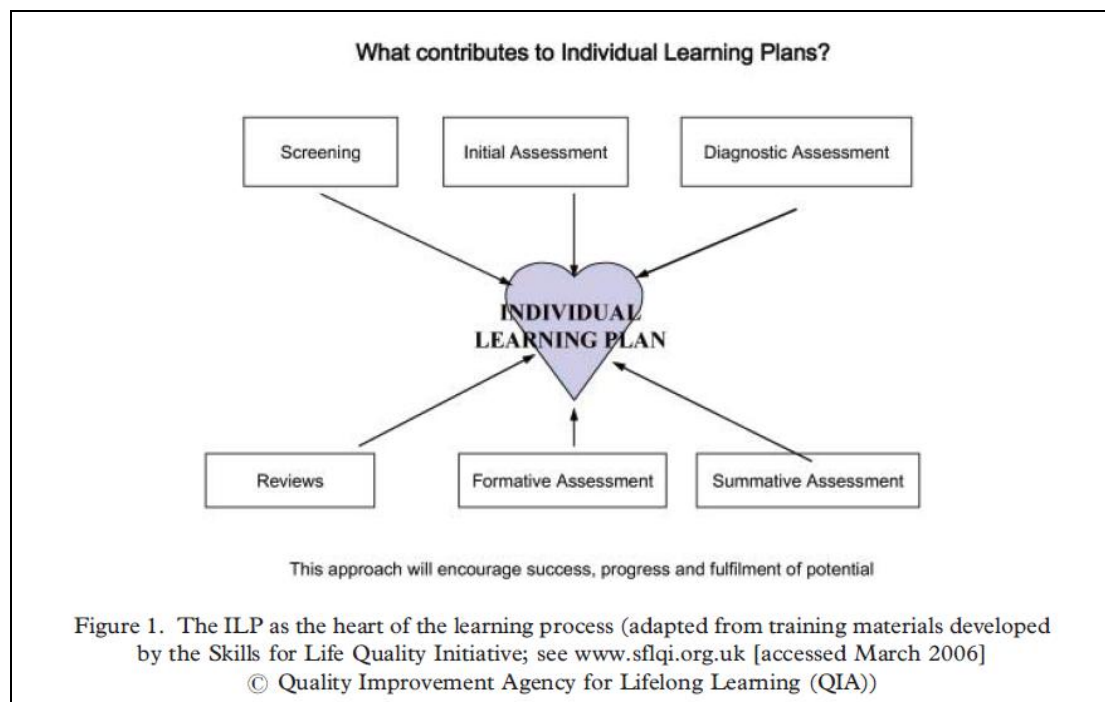 What contributes to Individual Learning Plans?
Screening
Initial Assessment
Diagnostic Assessment
INDIVIDUAL
LEARNING PLAN
Reviews
Formative Assessment
Summative Assessment
This approach will encourage success, progress and fulfilment of potential
Figure 1. The ILP as the heart of the learning process (adapted from training materials developed
by the Skills for Life Quality Initiative; see www.sflqi.org.uk [accessed March 2006]
© Quality Improvement Agency for Lifelong Learning (QIA))